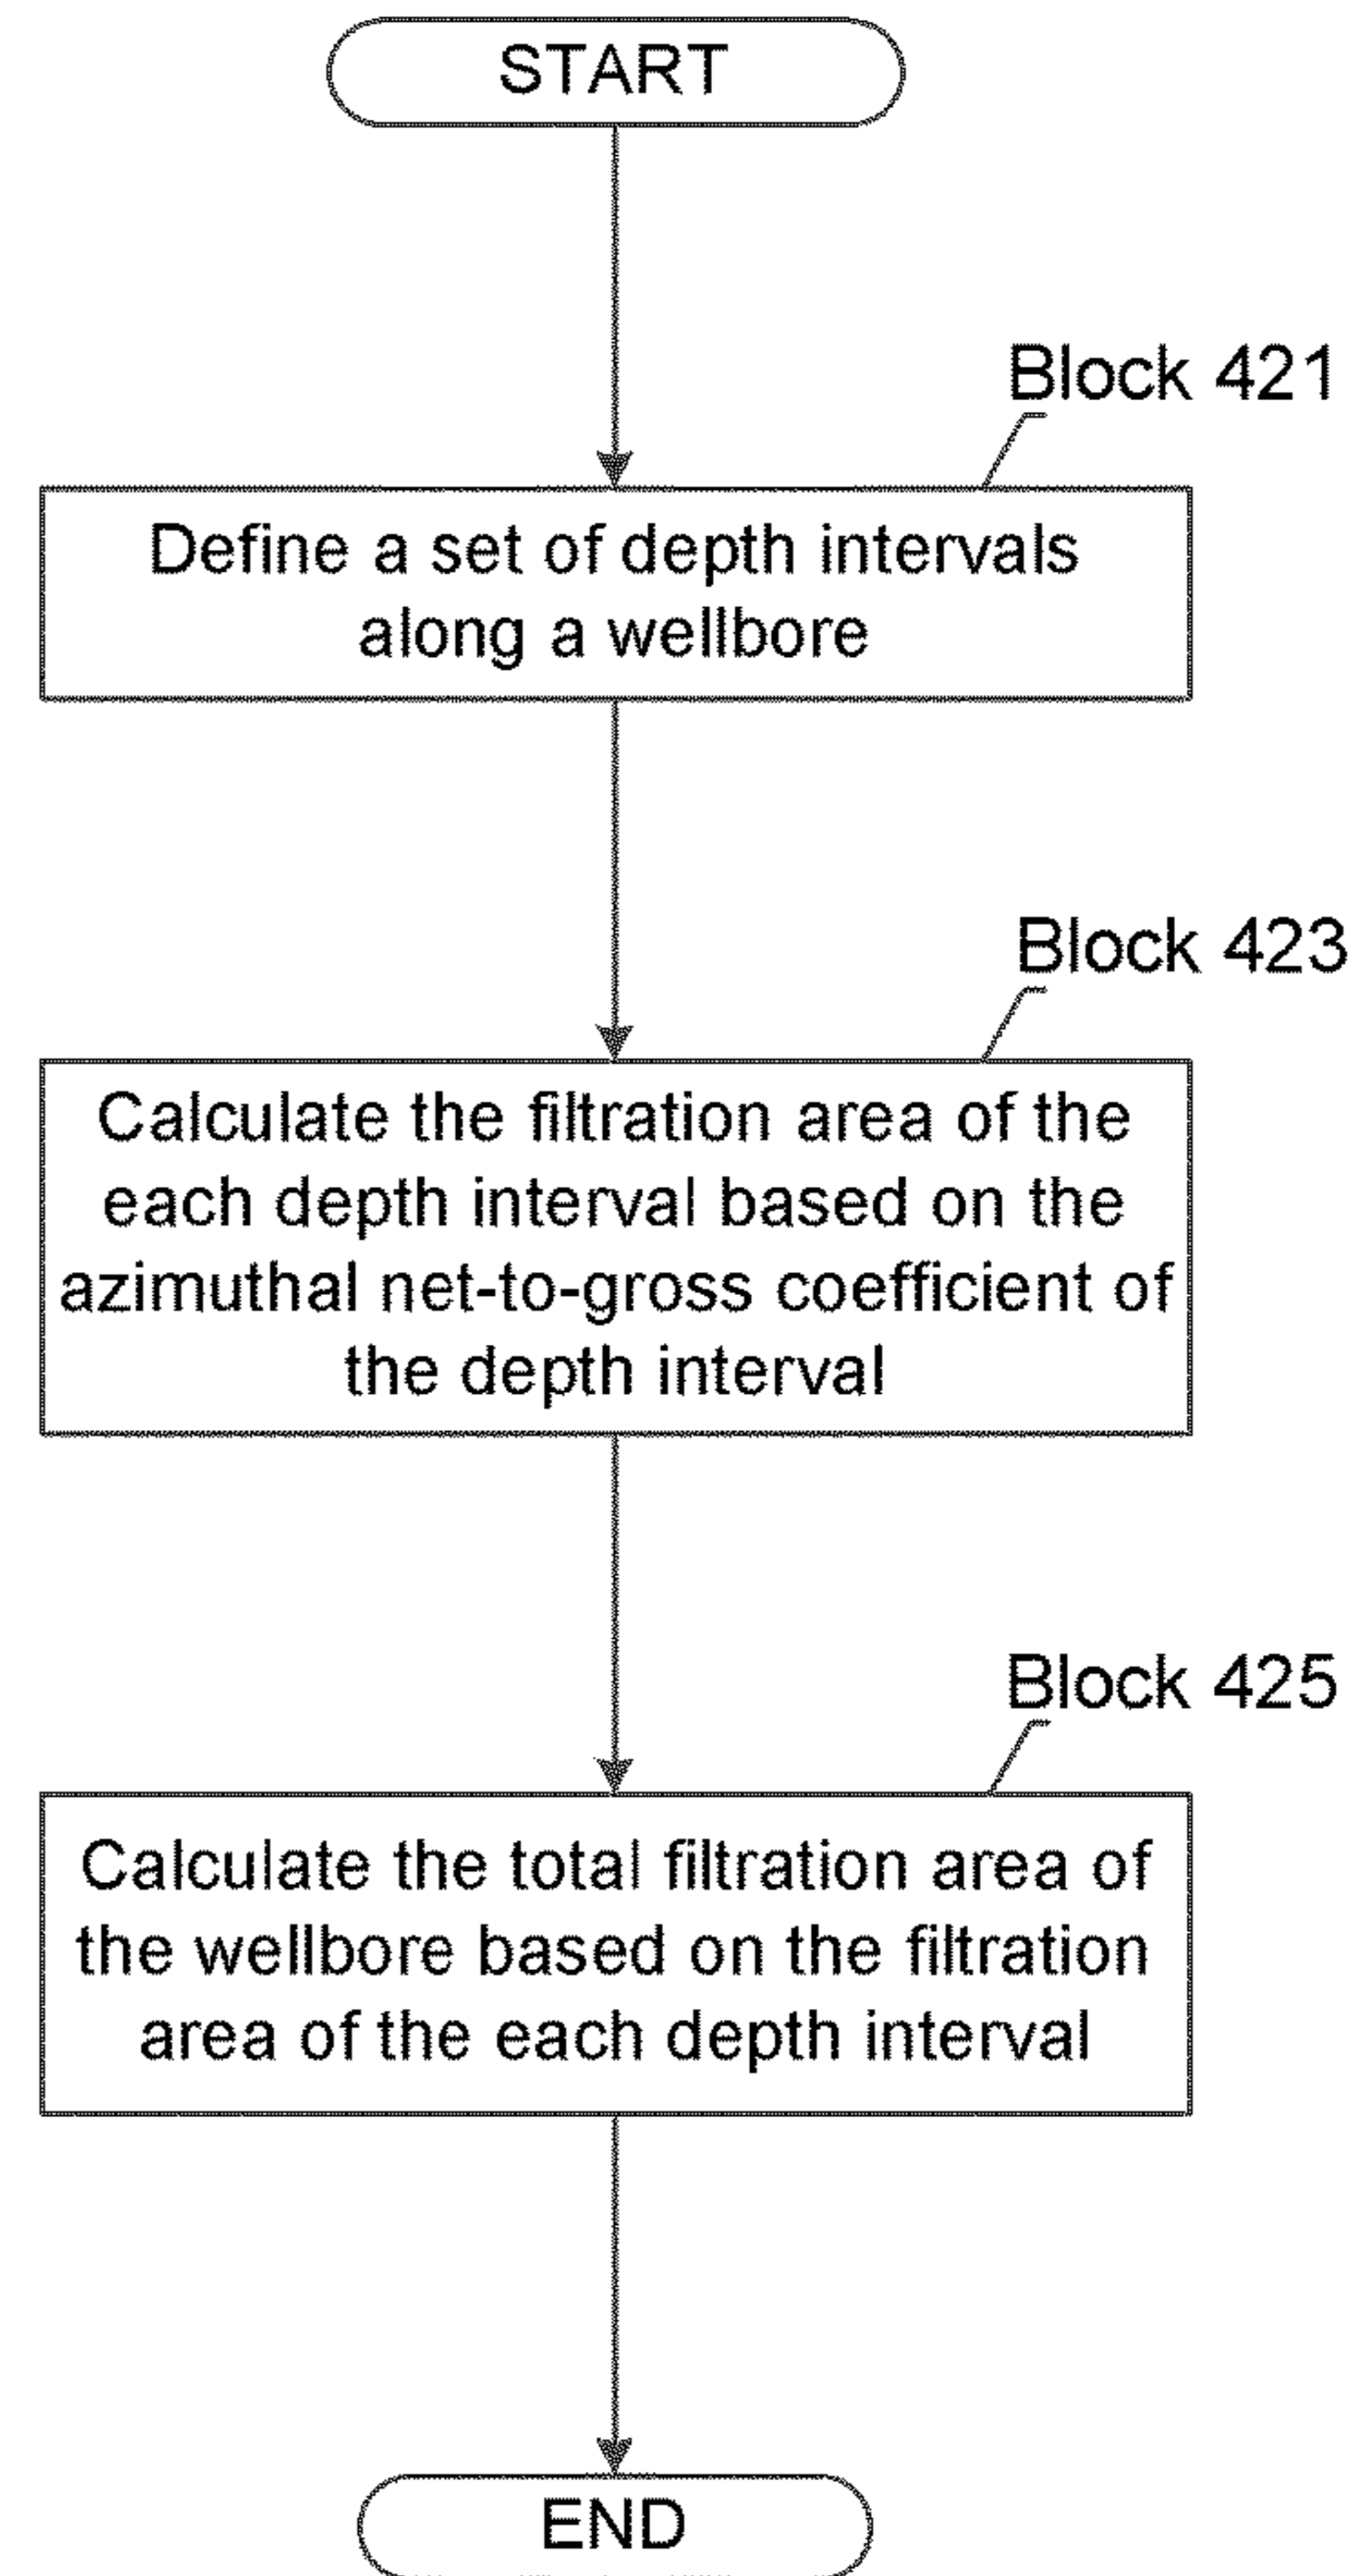 START
Block 421
Define a set of depth intervals
along a wellbore
Block 423
Calculate the filtration area of the
each depth interval based on the
azimuthal net-to-gross coefficient of
the depth interval
Block 425
Calculate the total filtration area of
the wellbore based on the filtration
area of the each depth interval
END